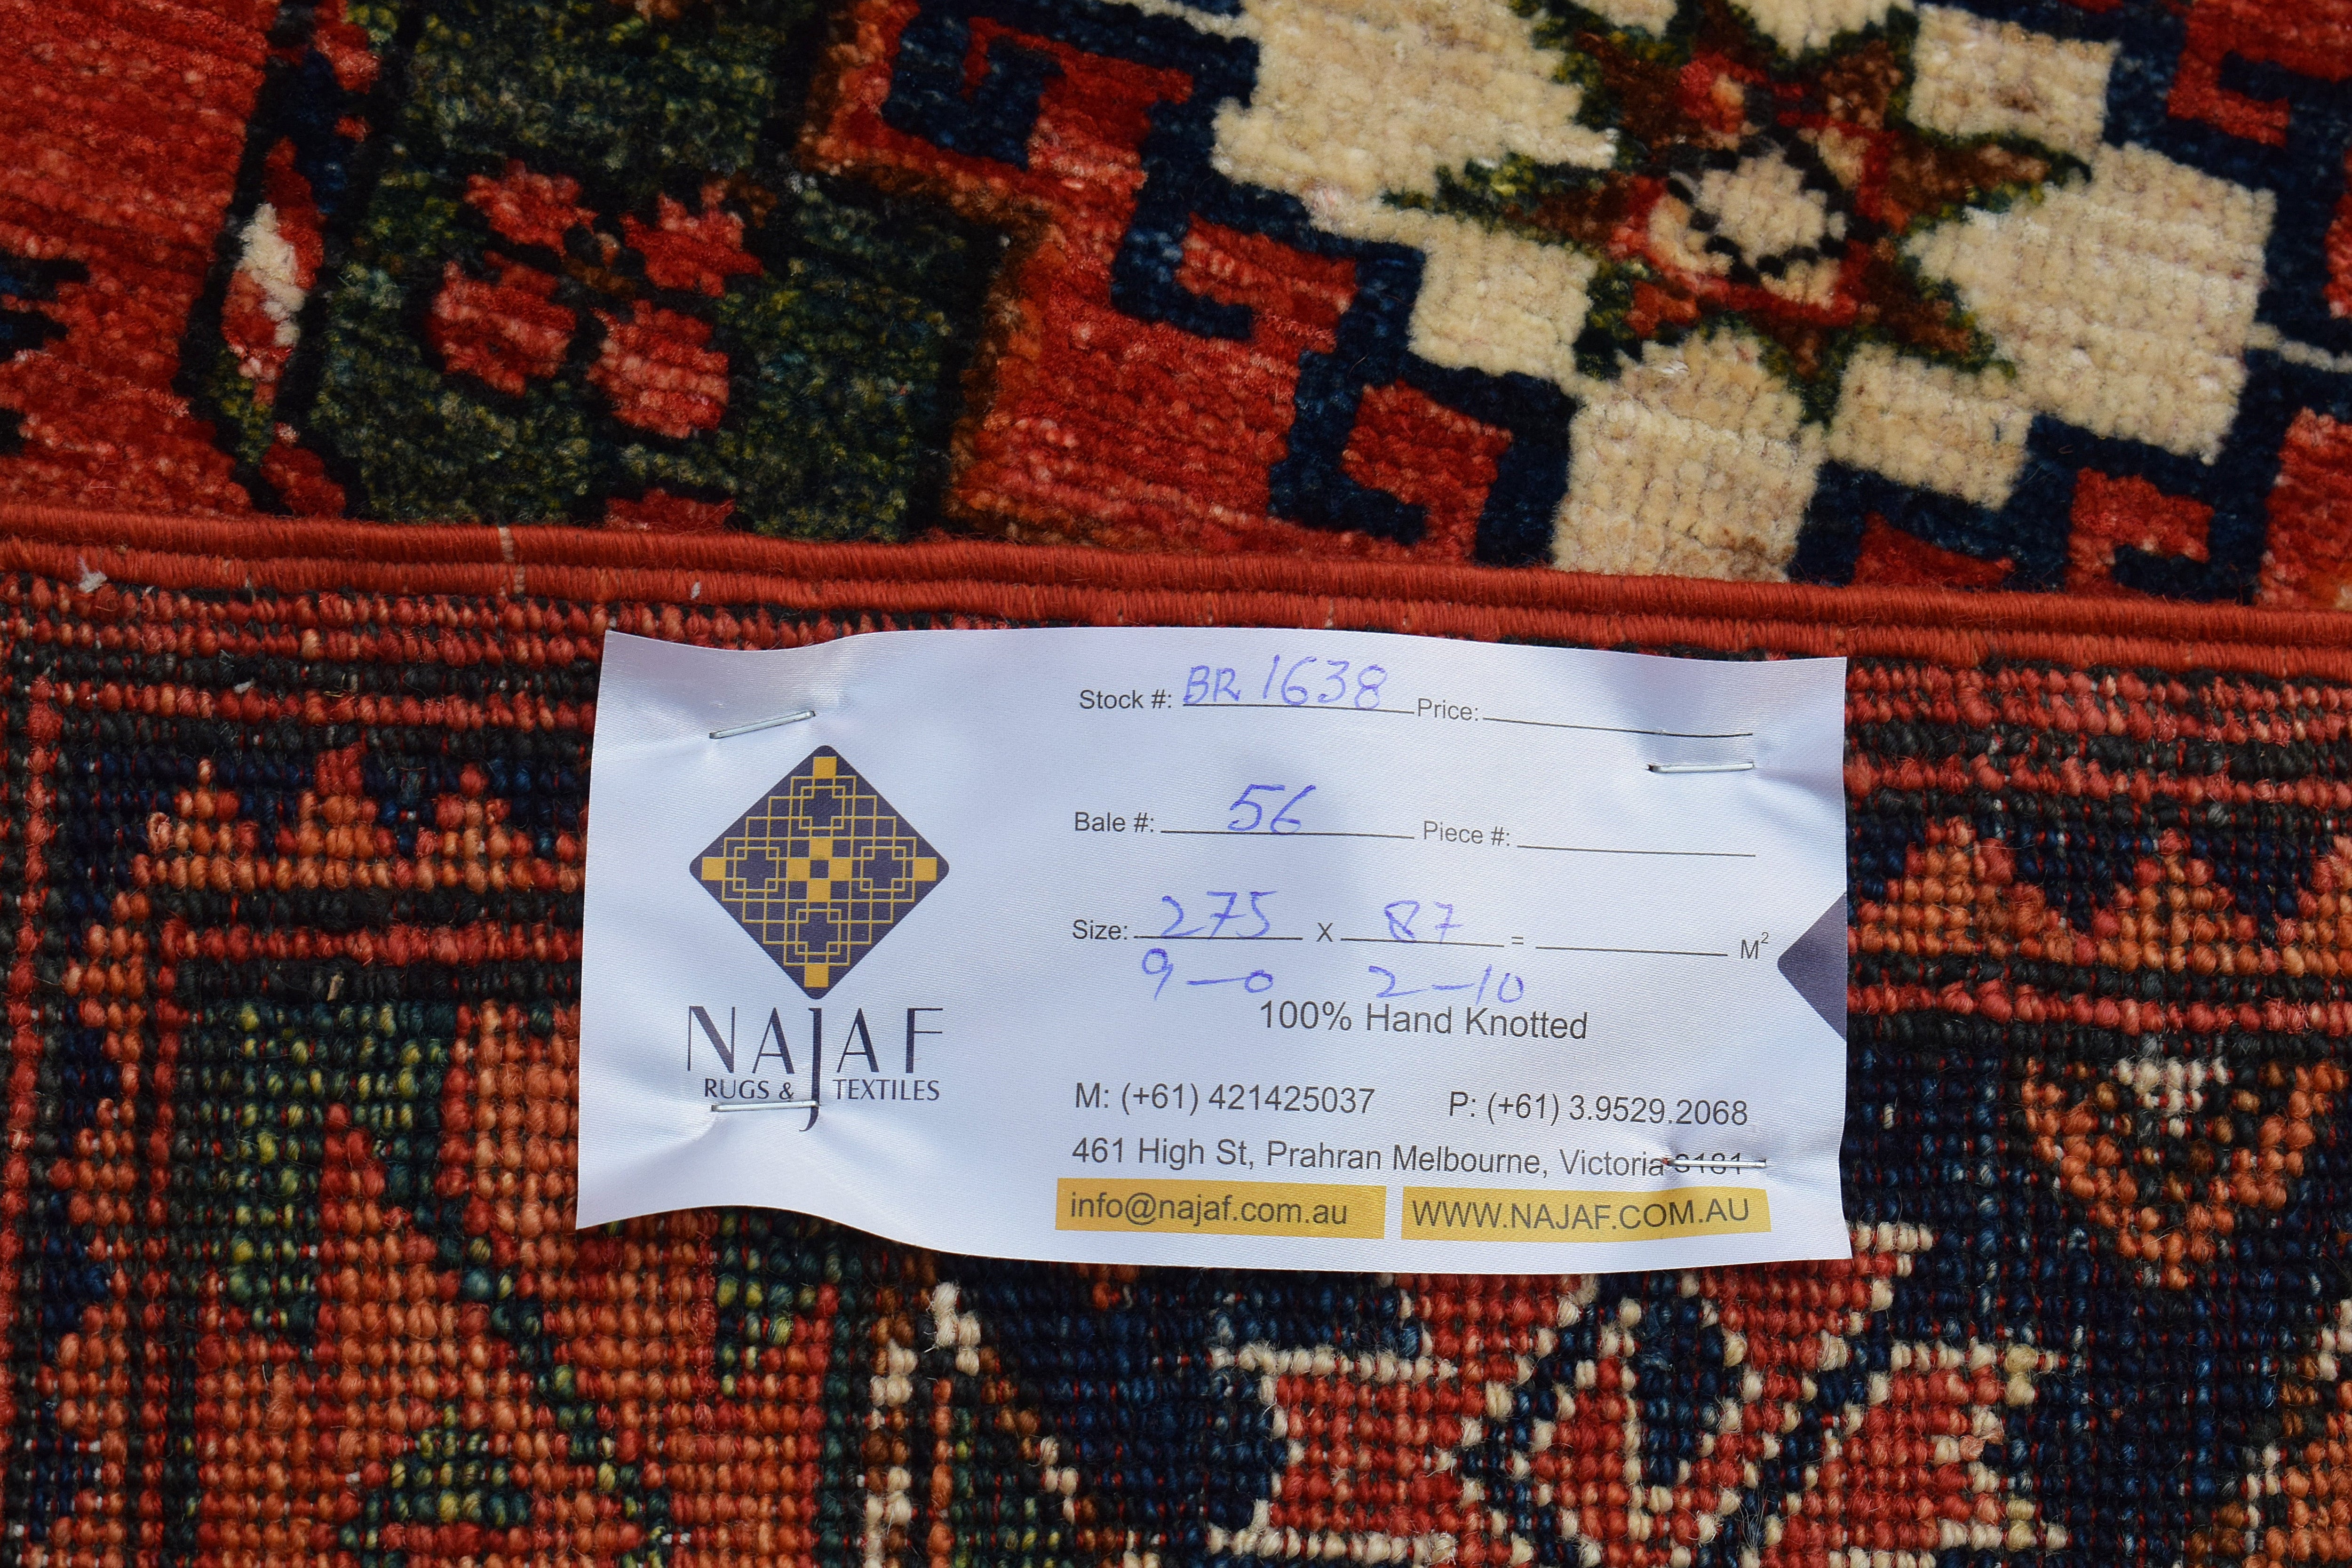 Stock #: BR 1638 Price:
Bale #: 56 Piece #:
Size: 275 X 87 = M²
9-0 2-10
100% Hand Knotted
NAJAF
RUGS & TEXTILES
M: (+61) 421425037 P: (+61) 3.9529.2068
461 High St, Prahran Melbourne, Victoria 3181
info@najaf.com.au WWW.NAJAF.COM.AU